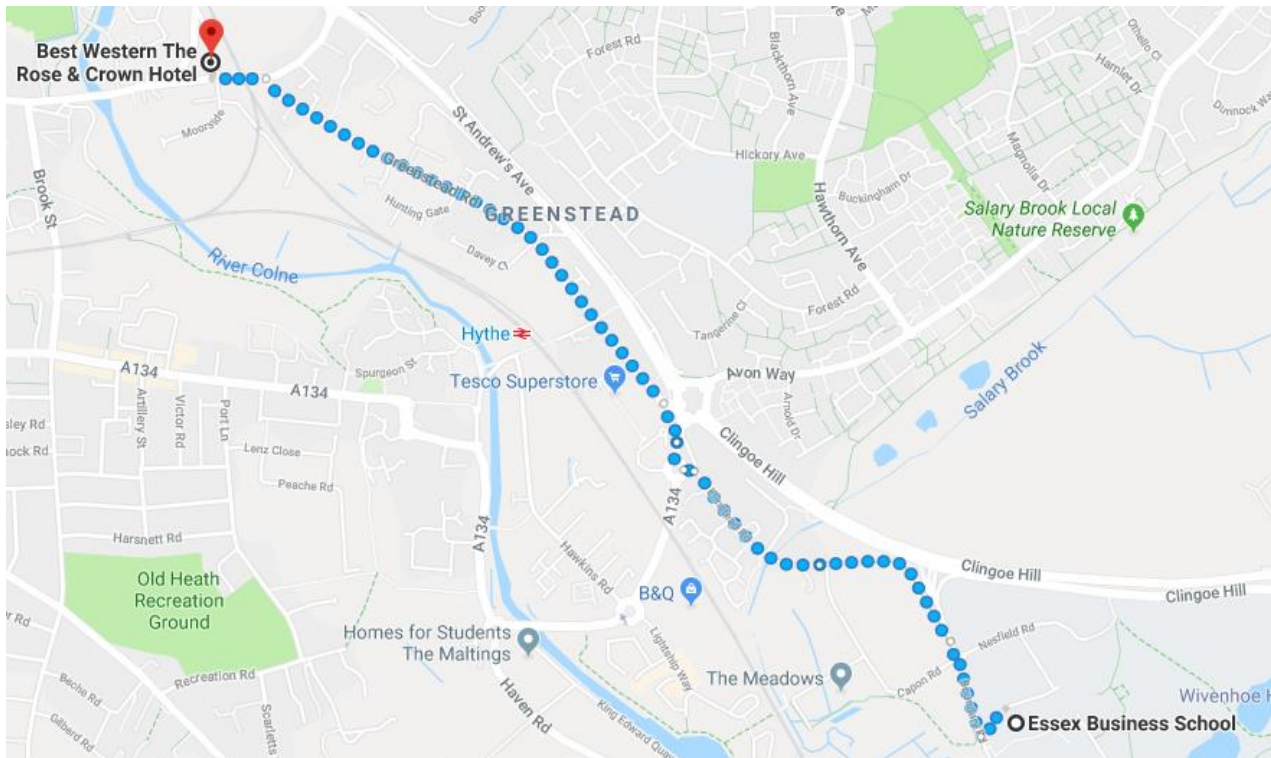 Best Western The
Rose & Crown Hotel
Forest Rd
Othello Cl
Hamlet Dr
Blackthorn Ave
Dunnock Way
St Andrew's Ave
Moorside
Magnolia Dr
Hickory Ave
Greenstead Rd
Buckingham Dr
Hawthorn Ave
Brook St
Hunting Gate
GREENSTEAD
Salary Brook Local
Nature Reserve
River Colne
Davey Cl
Forest Rd
Tangerine Cl
Hythe
A134
A134
Spurgeon St
Tesco Superstore
Avon Way
Salary Brook
Artillery St
Victor Rd
Port Ln
Arnold Dr
Lenz Close
Clingoe Hill
Peache Rd
A134
A134
Harsnett Rd
Hawkins Rd
Clingoe Hill
Clingoe Hill
Old Heath
Recreation
Ground
B&Q
Homes for Students
The Maltings
Nesfield Rd
Lightship Way
The Meadows
Capon Rd
Recreation Rd
Beche Rd
Haven Rd
King Edward Quay
Wivenhoe
Scarletts
Gilberd Rd
Essex Business School